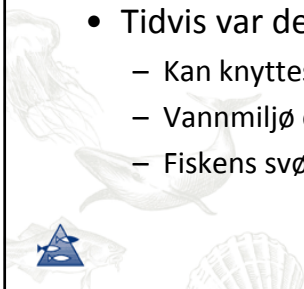 • Tidvis var de
– Kan knyttes
– Vannmiljø
– Fiskens svø